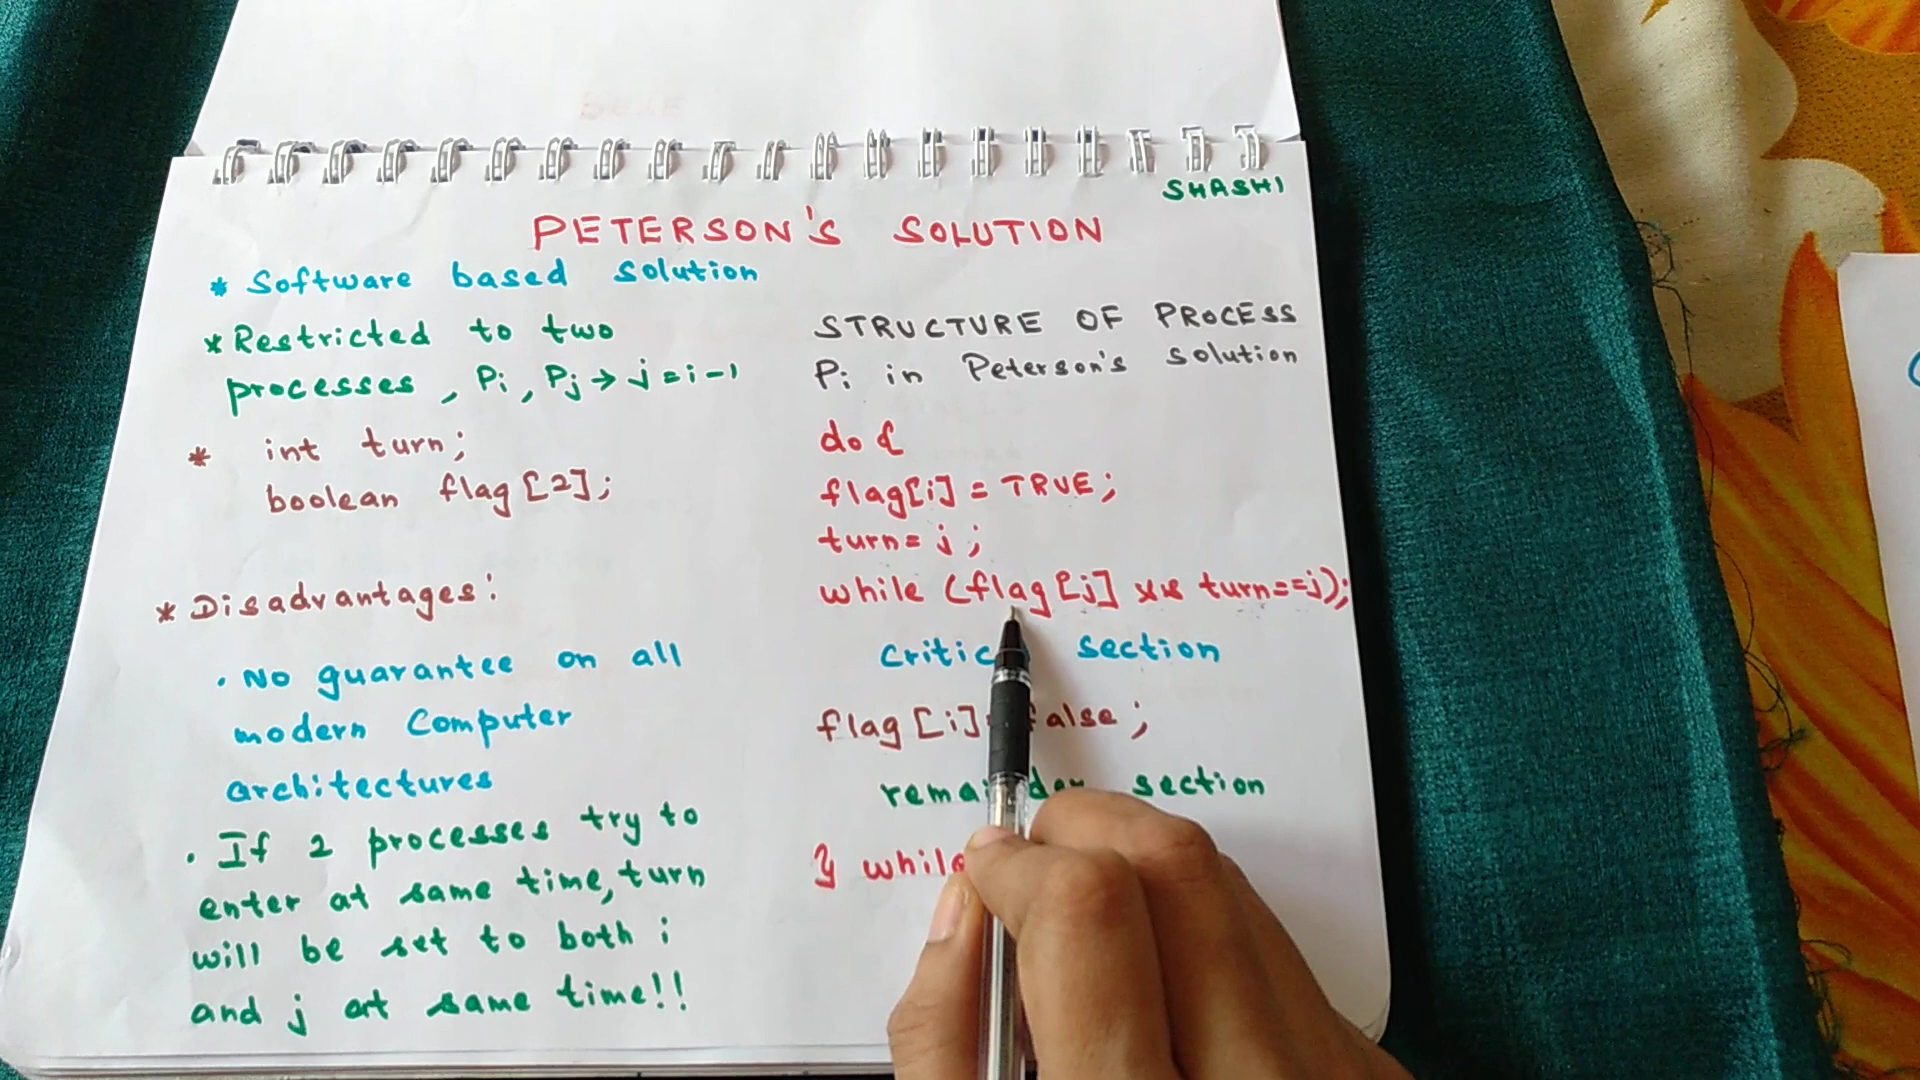 SHASHI
PETERSON'S SOLUTION
* Software based solution
* Restricted to two
processes, Pi, Pj → j = i - 1
* int turn;
boolean flag [2];
* Disadvantages:
. No guarantee on all
modern Computer
architectures
. If 2 processes try to
enter at same time, turn
will be set to both i
and j at same time!!
STRUCTURE OF PROCESS
Pi in Peterson's solution
do {
flag[i] = TRUE;
turn = j;
while (flag [j] && turn==j);
section
flag [i]
section
} while